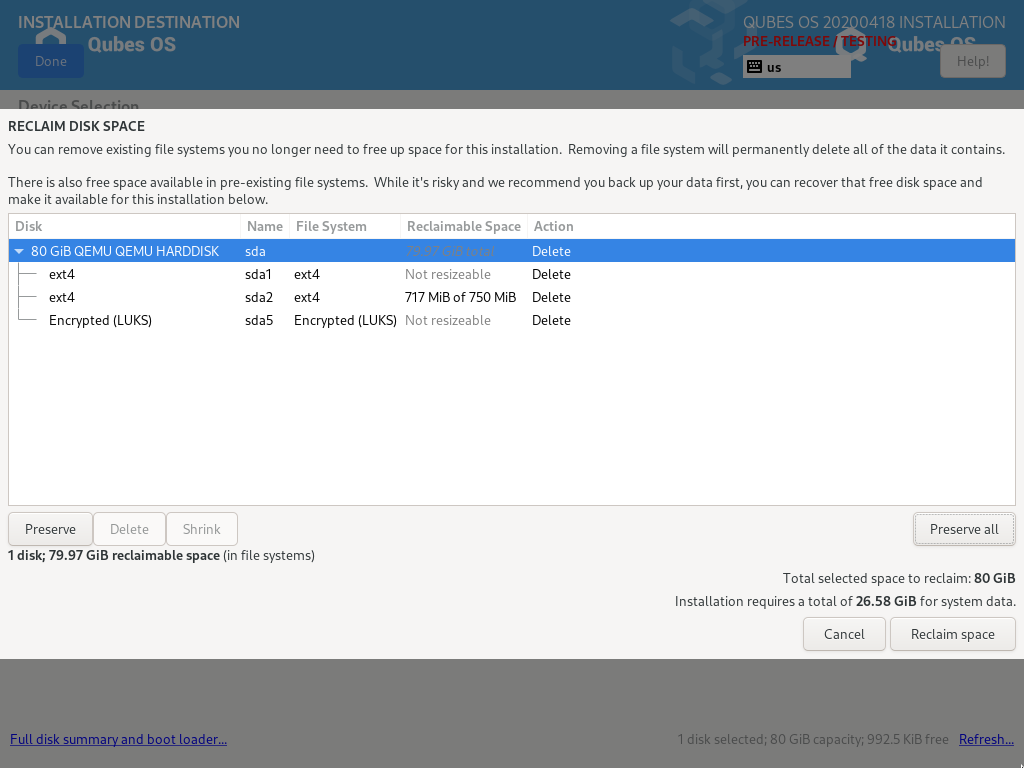 INSTALLATION DESTINATION
QUBES OS 20200418 INSTALLATION
PRE-RELEASE / TESTING
Qubes OS
Qubes OS
Done
us
Help!
Device Selection
RECLAIM DISK SPACE
You can remove existing file systems you no longer need to free up space for this installation.  Removing a file system will permanently delete all of the data it contains.
There is also free space available in pre-existing file systems.  While it's risky and we recommend you back up your data first, you can recover that free disk space and
make it available for this installation below.
Disk Name File System Reclaimable Space Action
80 GiB QEMU QEMU HARDDISK sda 79.97 GiB total Delete
ext4 sda1 ext4 Not resizeable Delete
ext4 sda2 ext4 717 MiB of 750 MiB Delete
Encrypted (LUKS) sda5 Encrypted (LUKS) Not resizeable Delete
Preserve Delete Shrink Preserve all
1 disk; 79.97 GiB reclaimable space (in file systems)
Total selected space to reclaim: 80 GiB
Installation requires a total of 26.58 GiB for system data.
Cancel Reclaim space
Full disk summary and boot loader...
1 disk selected; 80 GiB capacity; 992.5 KiB free Refresh...